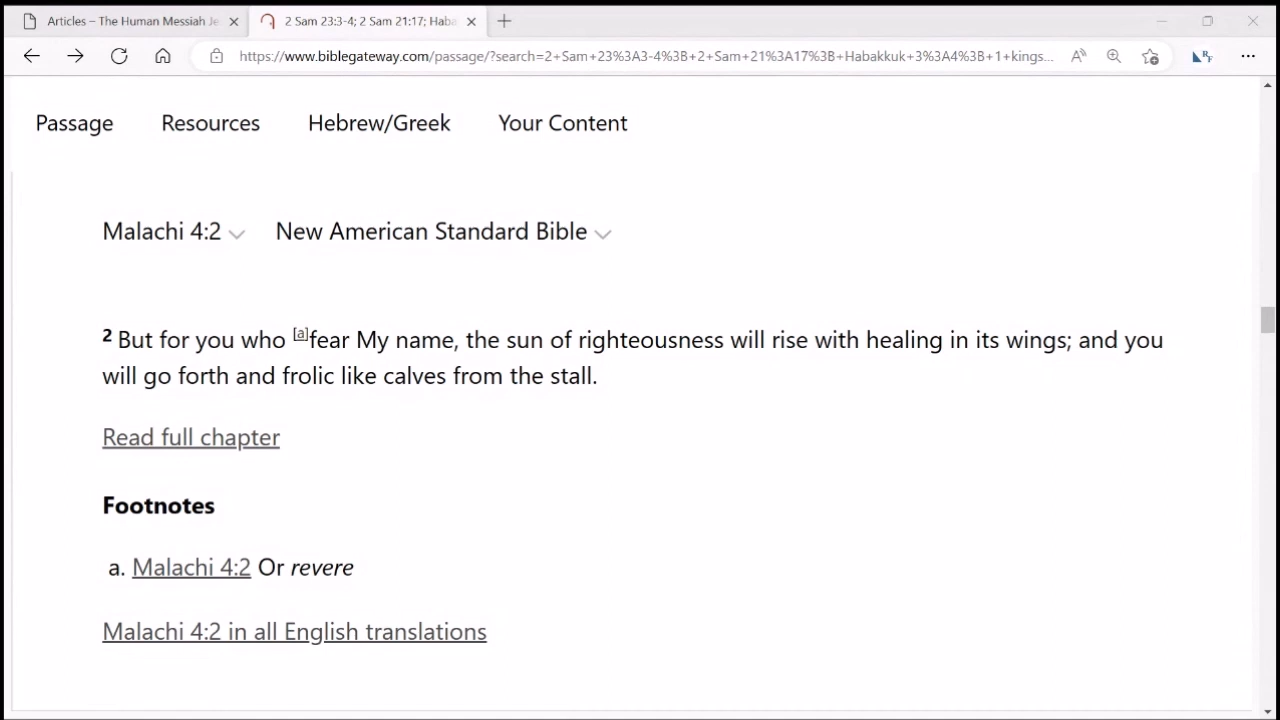 Articles – The Human Messiah Je
2 Sam 23:3-4; 2 Sam 21:17; Haba
https://www.biblegateway.com/passage/?search=2+Sam+23%3A3-4%3B+2+Sam+21%3A17%3B+Habakkuk+3%3A4%3B+1+kings...
Passage Resources Hebrew/Greek Your Content
Malachi 4:2 New American Standard Bible
2 But for you who [a]fear My name, the sun of righteousness will rise with healing in its wings; and you
will go forth and frolic like calves from the stall.
Read full chapter
Footnotes
a. Malachi 4:2 Or revere
Malachi 4:2 in all English translations